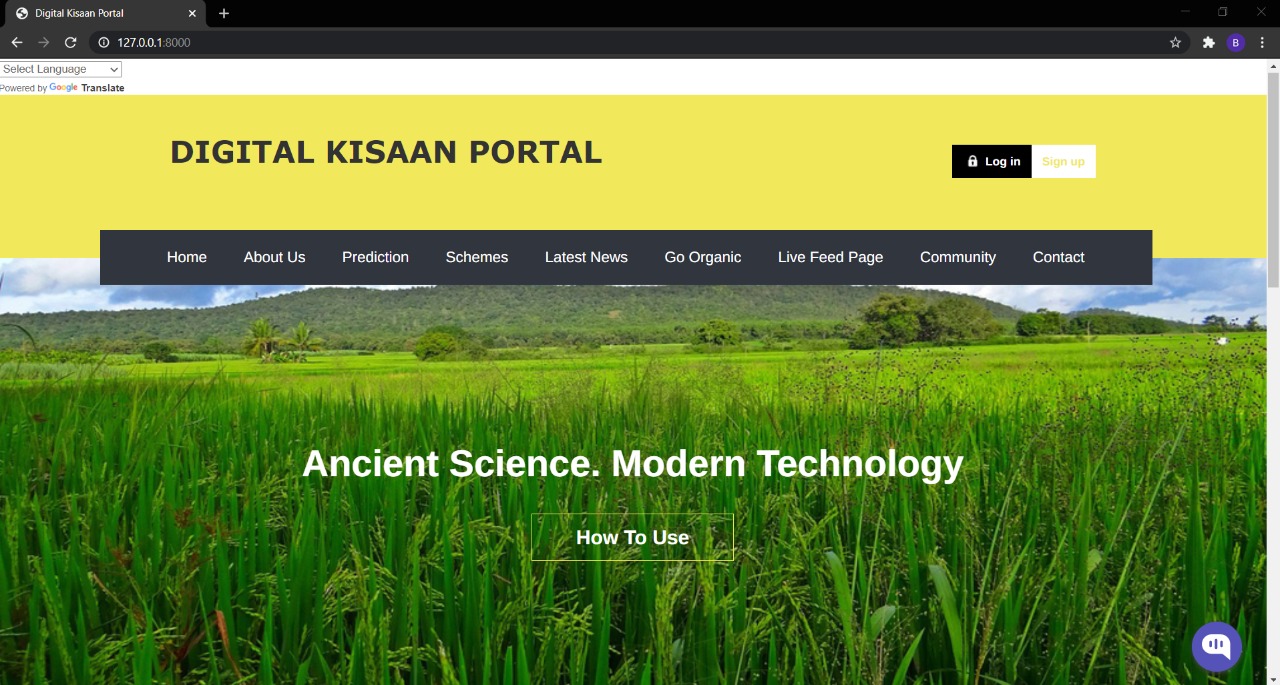 Digital Kisaan Portal
127.0.0.1:8000
B
Select Language
Powered by Google Translate
DIGITAL KISAAN PORTAL
Log in Sign up
Home About Us Prediction Schemes Latest News Go Organic Live Feed Page Community Contact
Ancient Science. Modern Technology
How To Use